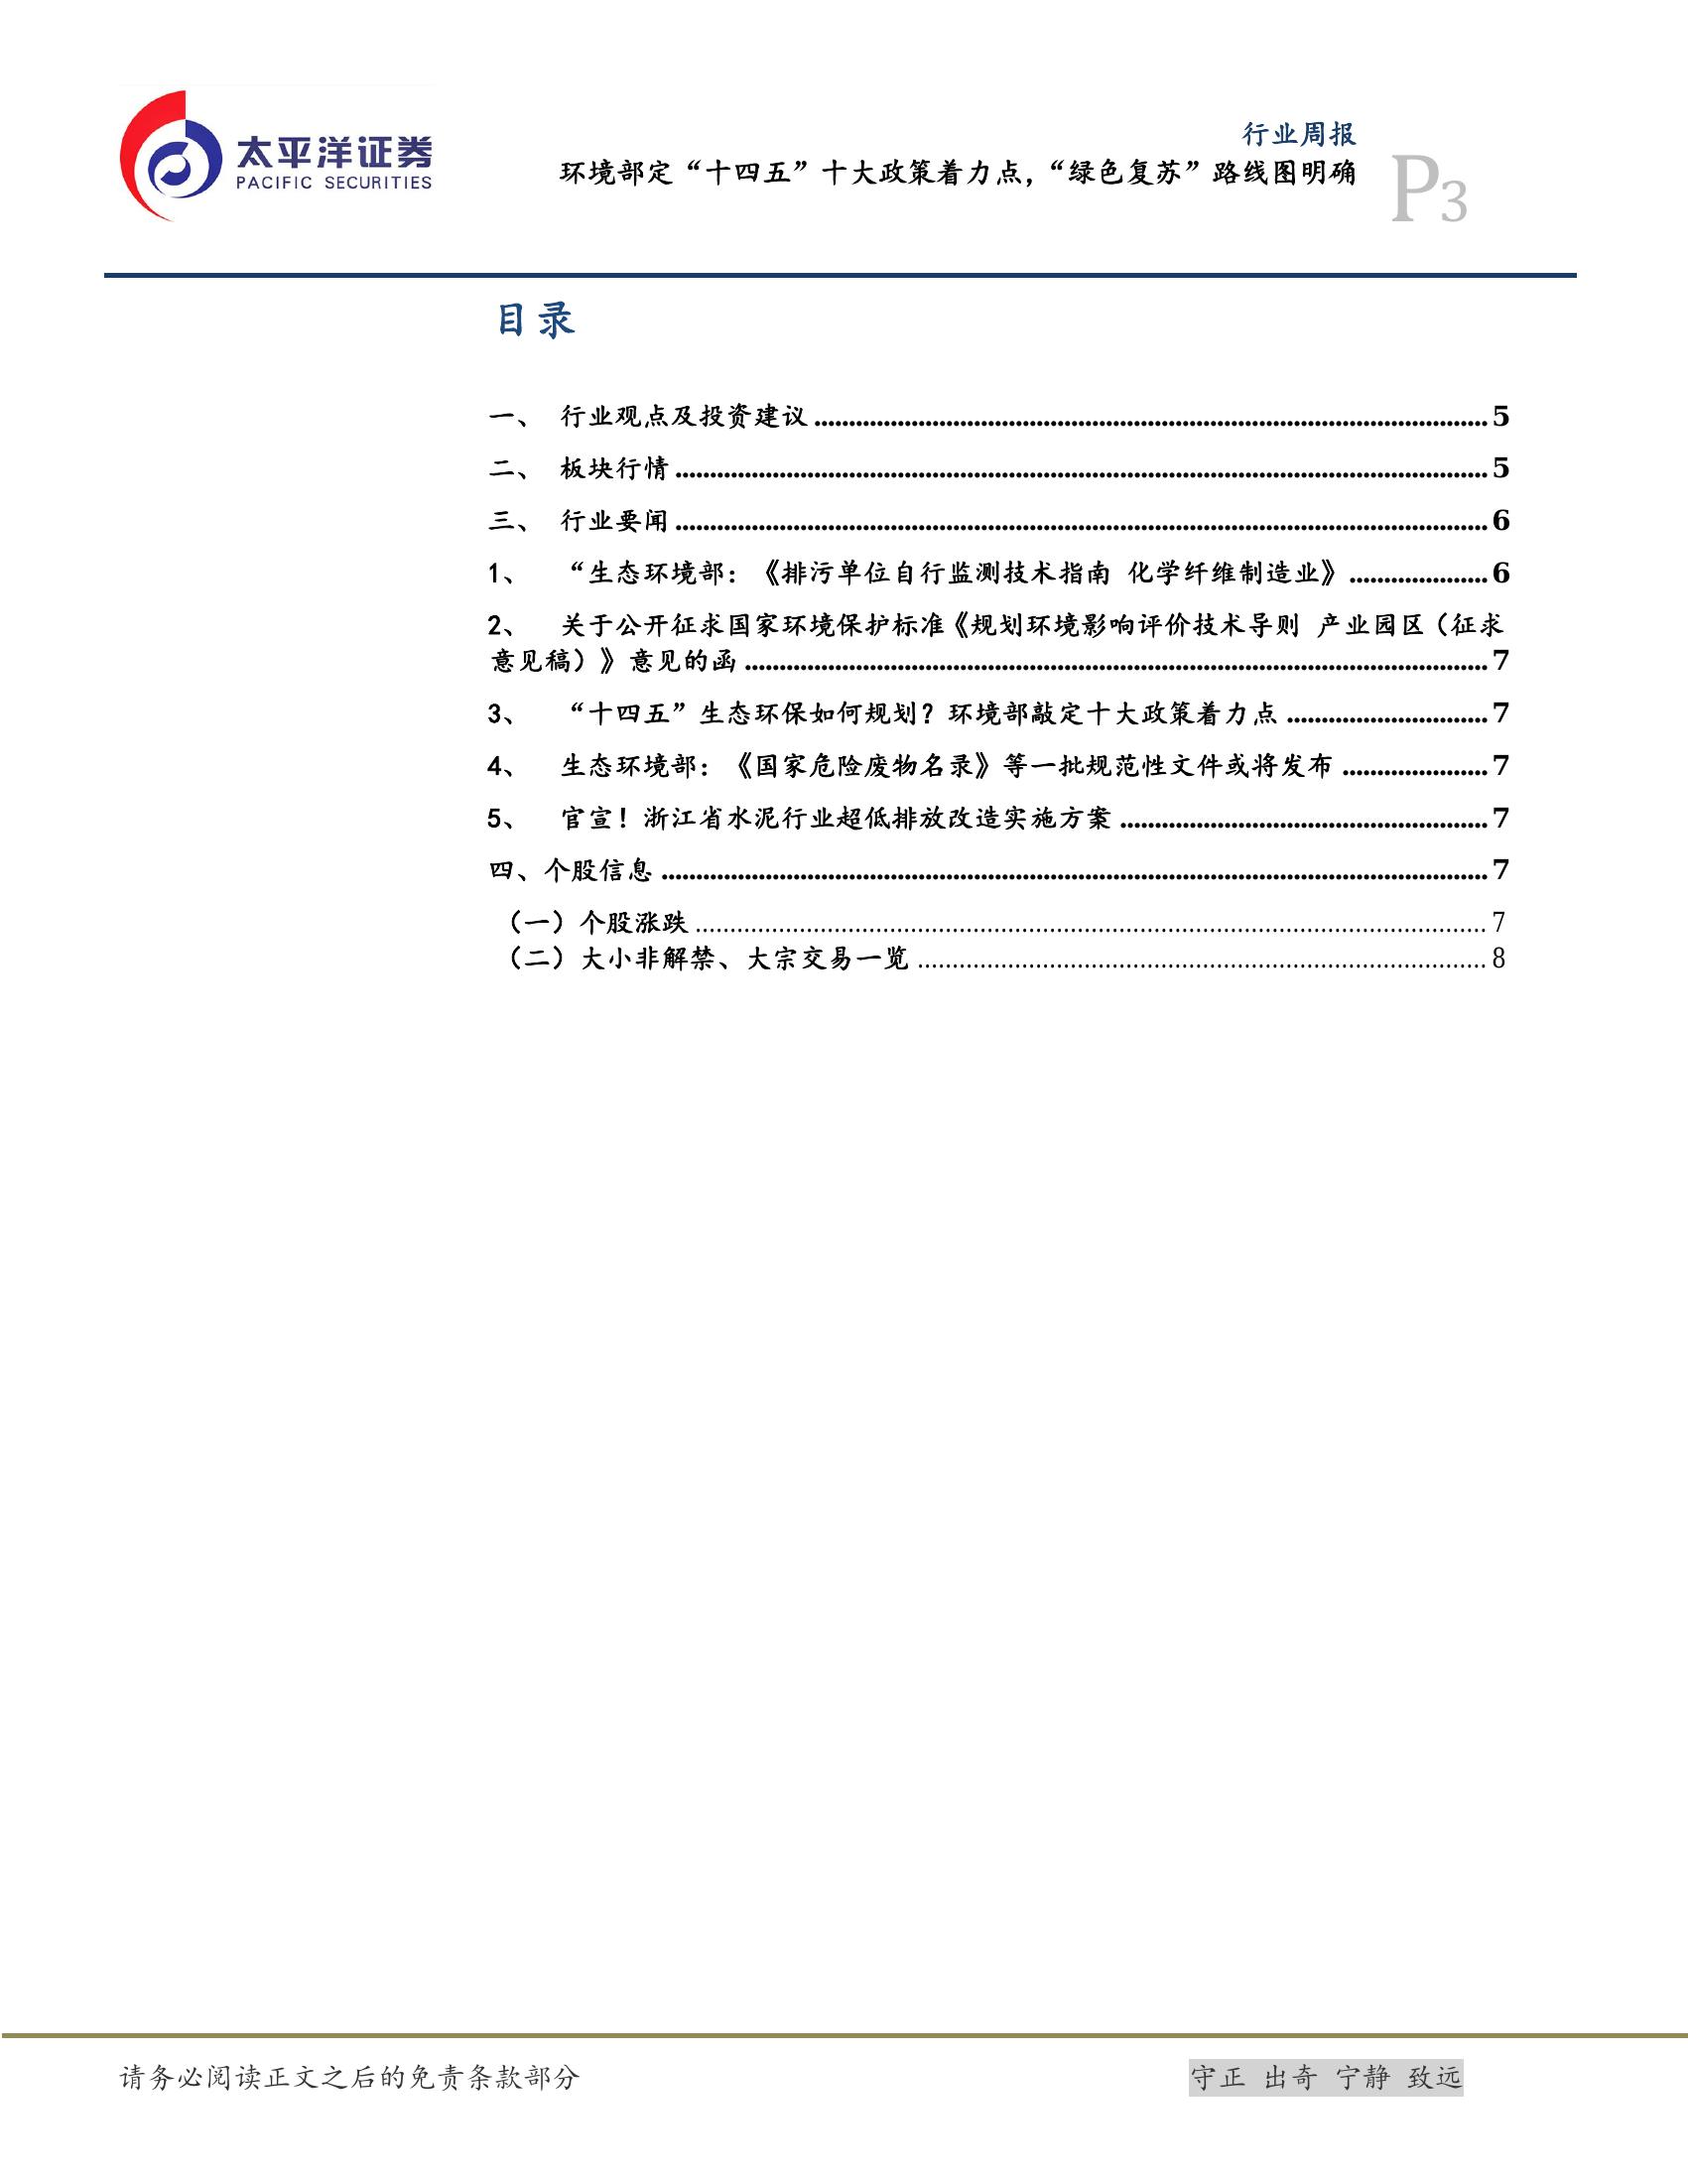 太平洋证券
PACIFIC SECURITIES
行业周报
环境部定“十四五”十大政策着力点，“绿色复苏”路线图明确
P3
目录
一、 行业观点及投资建议 5
二、 板块行情 5
三、 行业要闻 6
1、 “生态环境部：《排污单位自行监测技术指南 化学纤维制造业》 6
2、 关于公开征求国家环境保护标准《规划环境影响评价技术导则 产业园区（征求
意见稿）》意见的函 7
3、 “十四五”生态环保如何规划？环境部敲定十大政策着力点 7
4、 生态环境部：《国家危险废物名录》等一批规范性文件或将发布 7
5、 官宣！浙江省水泥行业超低排放改造实施方案 7
四、个股信息 7
（一）个股涨跌 7
（二）大小非解禁、大宗交易一览 8
请务必阅读正文之后的免责条款部分
守正 出奇 宁静 致远